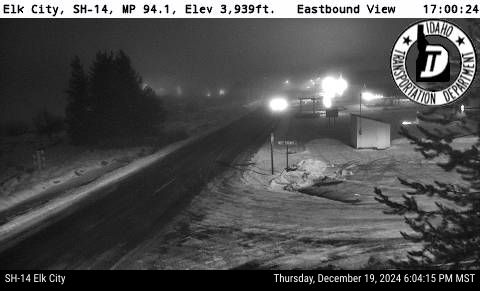 Elk City, SH-14, MP 94.1, Elev 3,939ft. Eastbound View 17:00:24
IDAHO
TRANSPORTATION DEPARTMENT
SH-14 Elk City Thursday, December 19, 2024 6:04:15 PM MST